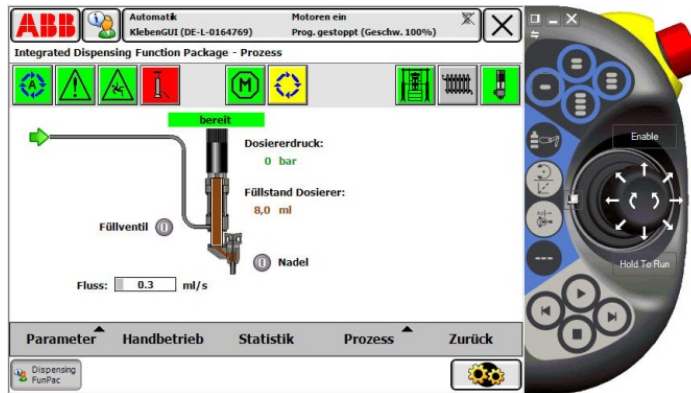 ABB
Automatik
Motoren ein
KlebenGUI (DE-L-0164769)
Prog. gestoppt (Geschw. 100%)
Integrated Dispensing Function Package - Prozess
A
M
bereit
Dosiererdruck:
0 bar
Füllstand Dosierer:
8,0 ml
Füllventil 0
0 Nadel
Fluss: 0.3 ml/s
Parameter Handbetrieb Statistik Prozess Zurück
Dispensing
FunPac
Enable
Hold To Run